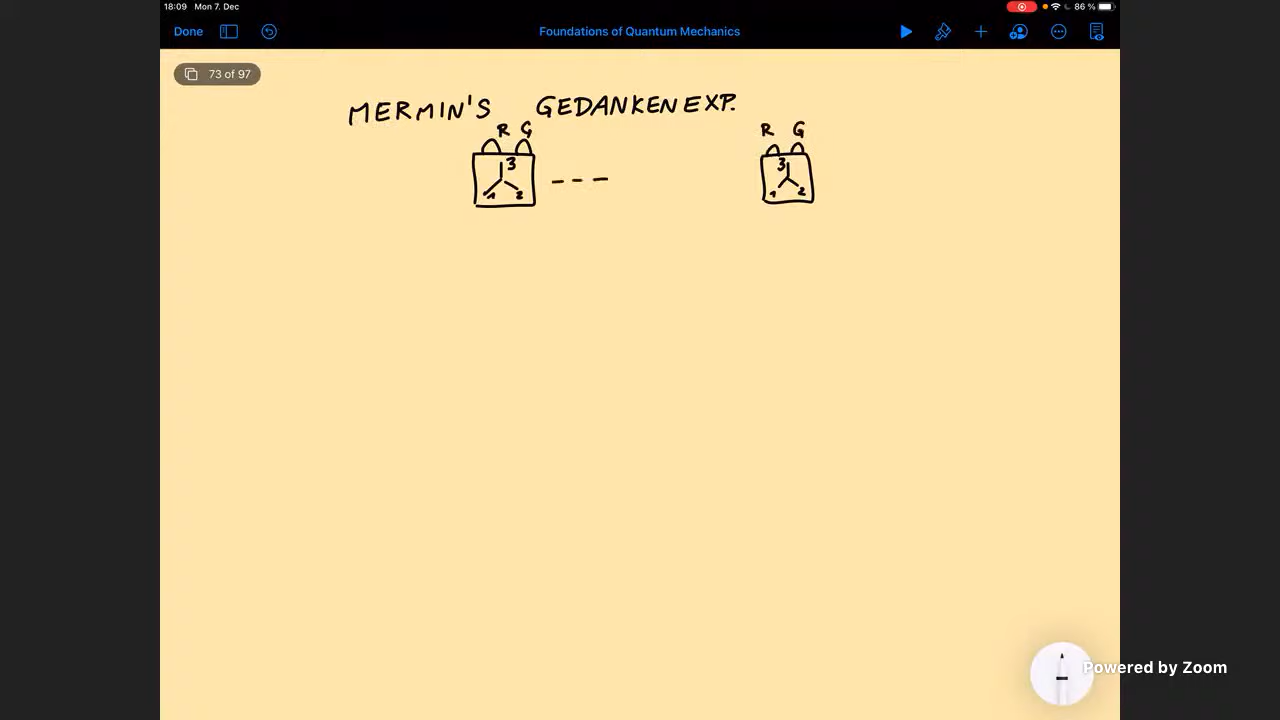 18:09 Mon 7. Dec 86 %
Done Foundations of Quantum Mechanics
73 of 97
MERMIN'S GEDANKENEXP.
R G R G
3 3
1 2 1 2
Powered by Zoom